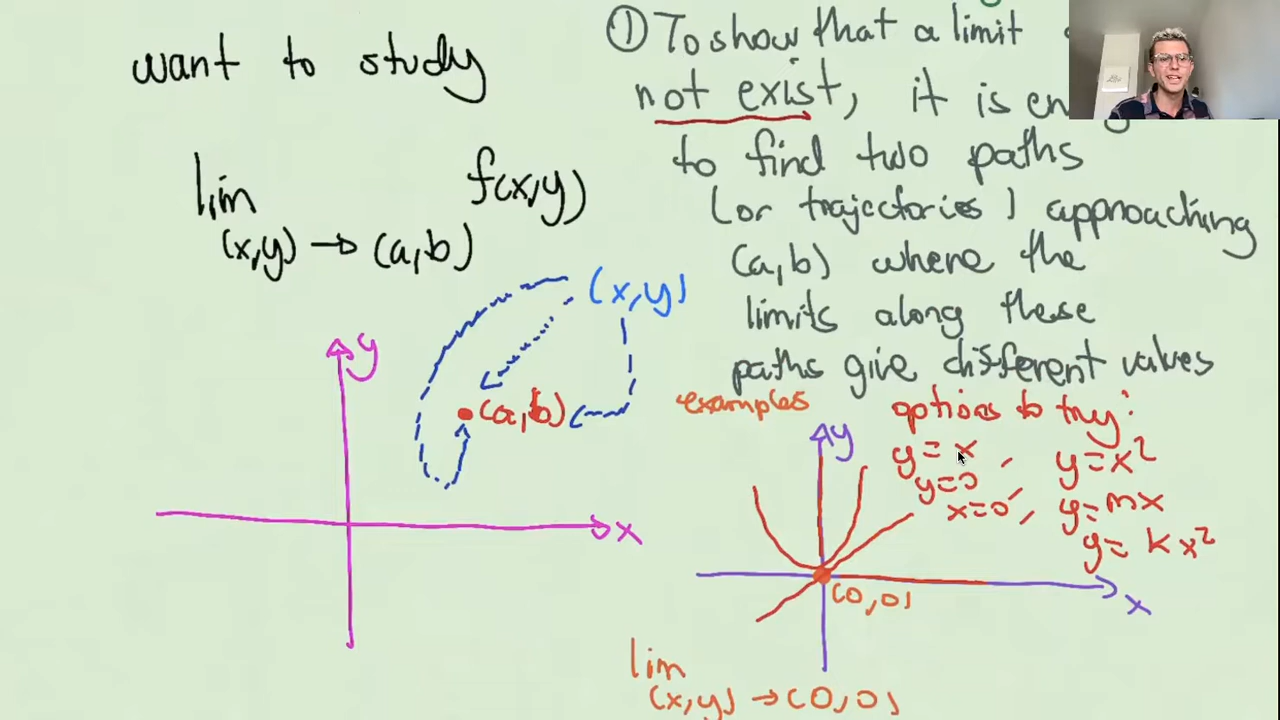 want to study
lim f(x,y)
(x,y) → (a,b)
(x,y)
y
(a,b)
x
① To show that a limit
not exist, it is
to find two paths
(or trajectories) approaching
(a,b) where the
limits along these
paths give different values
examples
options to try:
y = x, y = x²
y = 0
x = 0, y = mx
y = kx²
y
(0,0)
x
lim
(x,y) → (0,0)